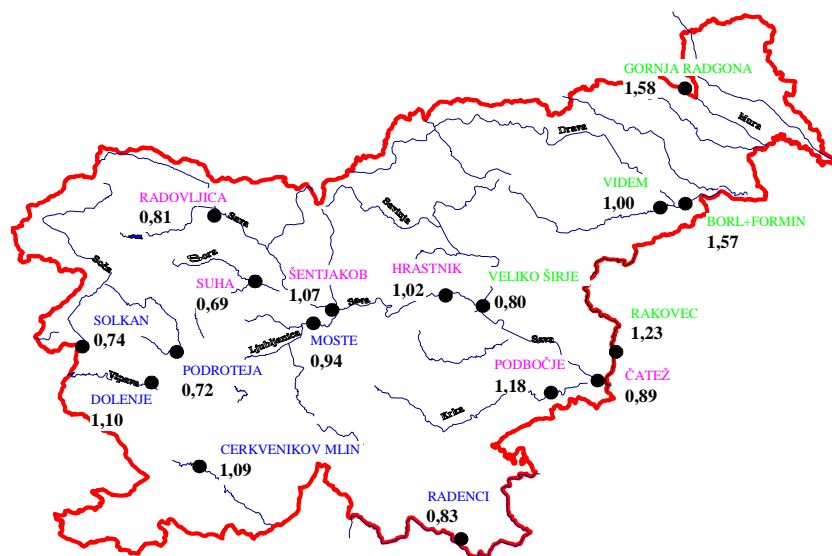 GORNJA RADGONA
1,58
Mura
Drava
VIDEM
1,00
BORL+FORMIN
1,57
RADOVLJICA
0,81
Sava
Savinja
Sora
SUHA
0,69
ŠENTJAKOB
1,07
Sava
HRASTNIK
1,02
VELIKO ŠIRJE
0,80
Soča
SOLKAN
0,74
Ljubljanica
MOSTE
0,94
RAKOVEC
1,23
Sava
PODROTEJA
0,72
Vipava
DOLENJE
1,10
PODBOČJE
1,18
ČATEŽ
0,89
Krka
CERKVENIKOV MLIN
1,09
RADENCI
0,83